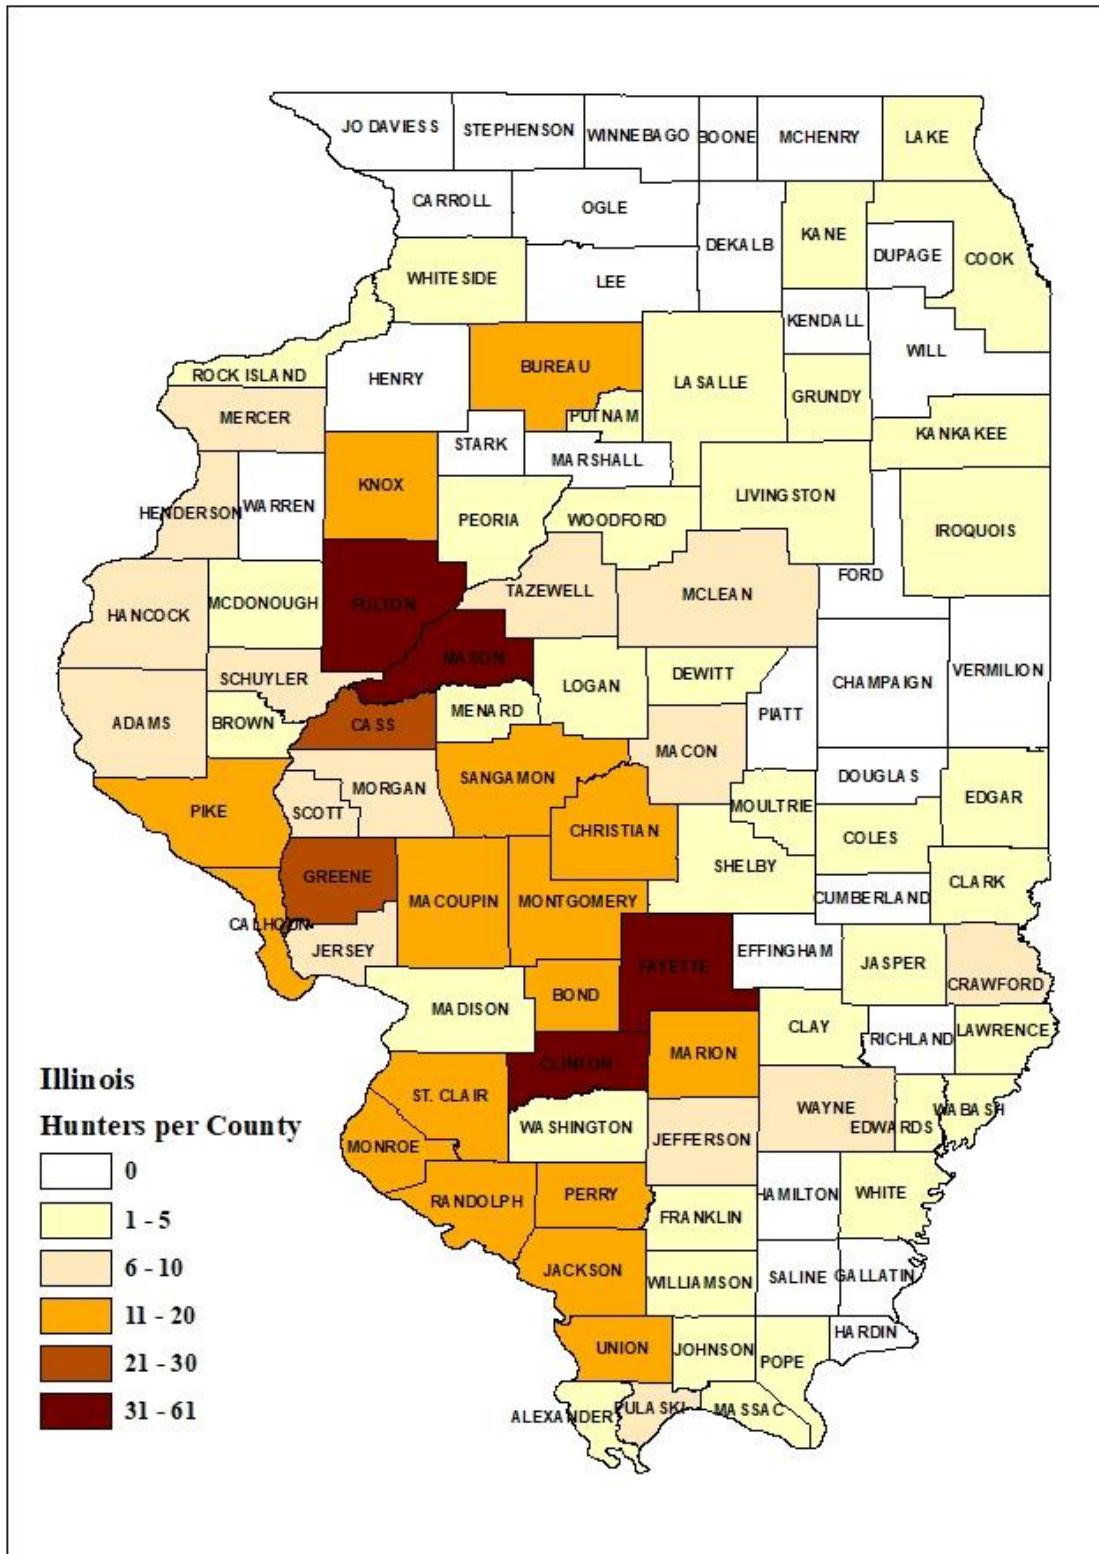 JO DAVIESS
STEPHENSON
WINNEBAGO
BOONE
MCHENRY
LAKE
CARROLL
OGLE
DEKALB
KANE
DUPAGE
COOK
WHITESIDE
LEE
KENDALL
WILL
ROCK ISLAND
HENRY
BUREAU
LASALLE
GRUNDY
MERCER
PUTNAM
KANKAKEE
STARK
MARSHALL
KNOX
WARREN
HENDERSON
PEORIA
WOODFORD
LIVINGSTON
IROQUOIS
FORD
HANCOCK
MCDONOUGH
FULTON
TAZEWELL
MCLEAN
MASON
SCHUYLER
LOGAN
DEWITT
CHAMPAIGN
VERMILION
ADAMS
BROWN
CASS
MENARD
PIATT
MACON
SANGAMON
DOUGLAS
MORGAN
EDGAR
PIKE
SCOTT
CHRISTIAN
MOULTRIE
COLES
SHELBY
GREENE
MACOUPIN
MONTGOMERY
CUMBERLAND
CLARK
CALHOUN
JERSEY
FAYETTE
EFFINGHAM
JASPER
CRAWFORD
MADISON
BOND
CLAY
RICHLAND
LAWRENCE
CLINTON
MARION
ST. CLAIR
WASHINGTON
JEFFERSON
WAYNE
EDWARDS
WABASH
MONROE
RANDOLPH
PERRY
FRANKLIN
HAMILTON
WHITE
JACKSON
WILLIAMSON
SALINE
GALLATIN
UNION
JOHNSON
POPE
HARDIN
ALEXANDER
PULASKI
MASSAC
Illinois
Hunters per County
0
1 - 5
6 - 10
11 - 20
21 - 30
31 - 61